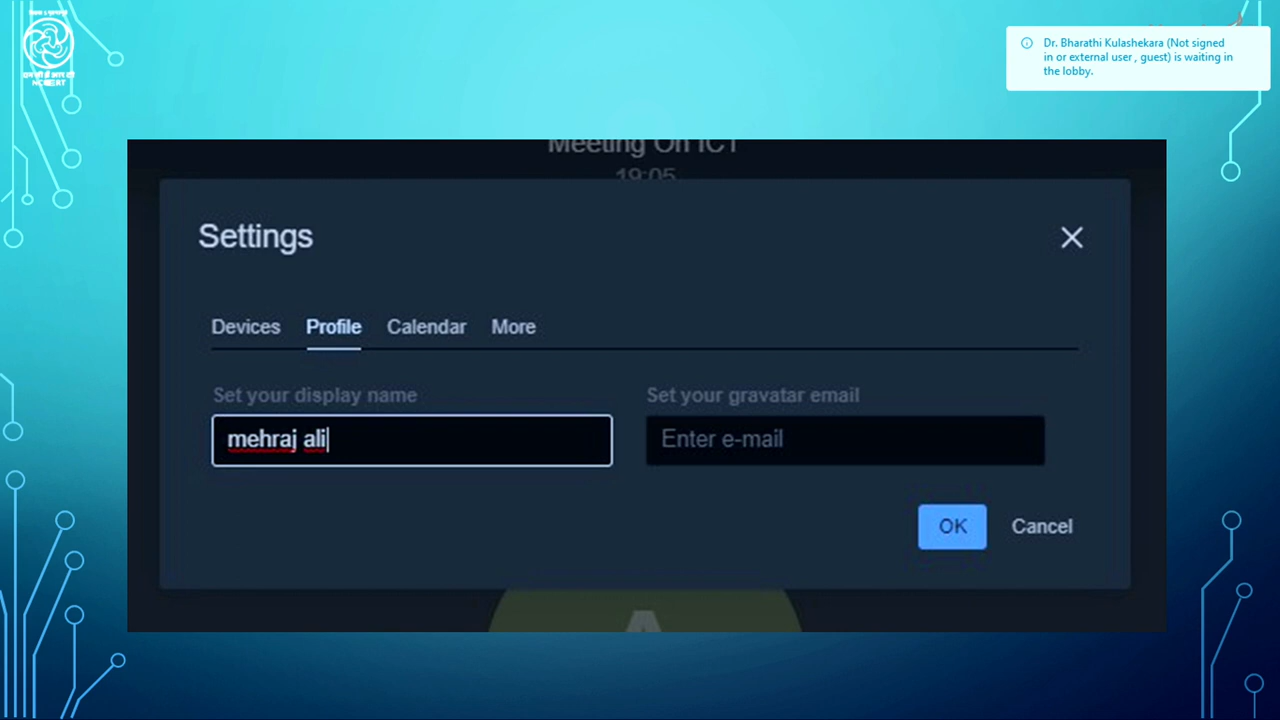 NCERT
Dr. Bharathi Kulashekara (Not signed
in or external user , guest) is waiting in
the lobby.
Meeting On ICT
19:05
Settings
Devices Profile Calendar More
Set your display name Set your gravatar email
mehraj ali Enter e-mail
OK Cancel
A